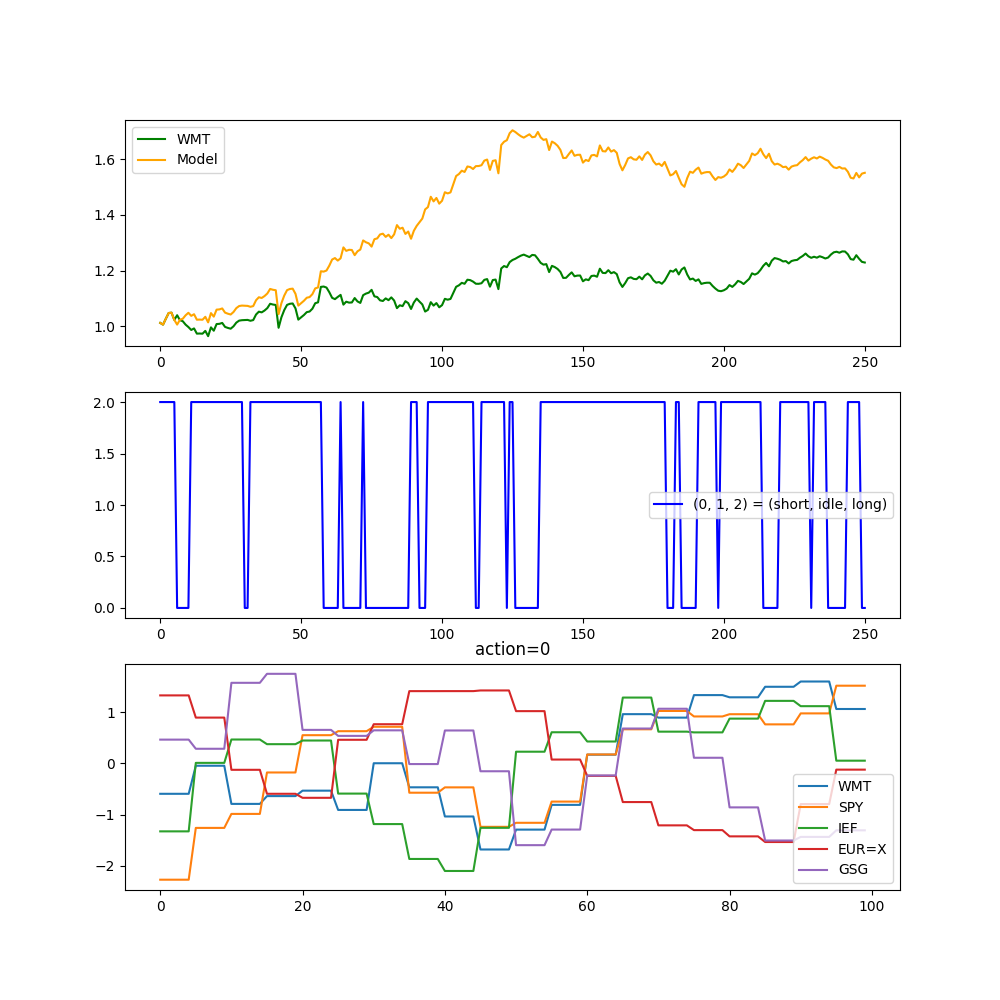 WMT
Model
1.6
1.4
1.2
1.0
0 50 100 150 200 250
2.0
1.5
1.0
0.5
0.0
(0, 1, 2) = (short, idle, long)
0 50 100 150 200 250
action=0
1
0
−1
−2
WMT
SPY
IEF
EUR=X
GSG
0 20 40 60 80 100